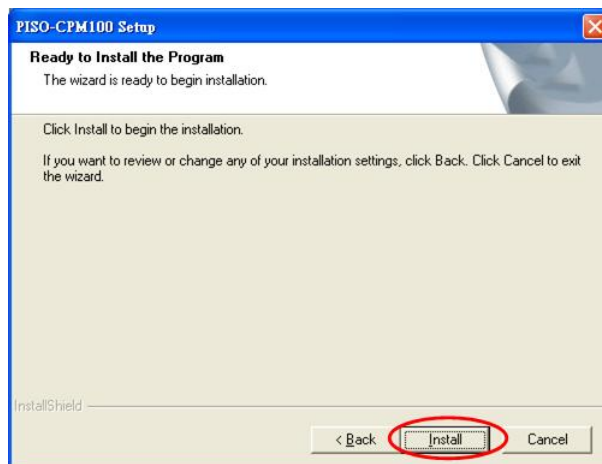 PISO-CPM100 Setup
Ready to Install the Program
The wizard is ready to begin installation.
Click Install to begin the installation.
If you want to review or change any of your installation settings, click Back. Click Cancel to exit
the wizard.
InstallShield
< Back Install Cancel